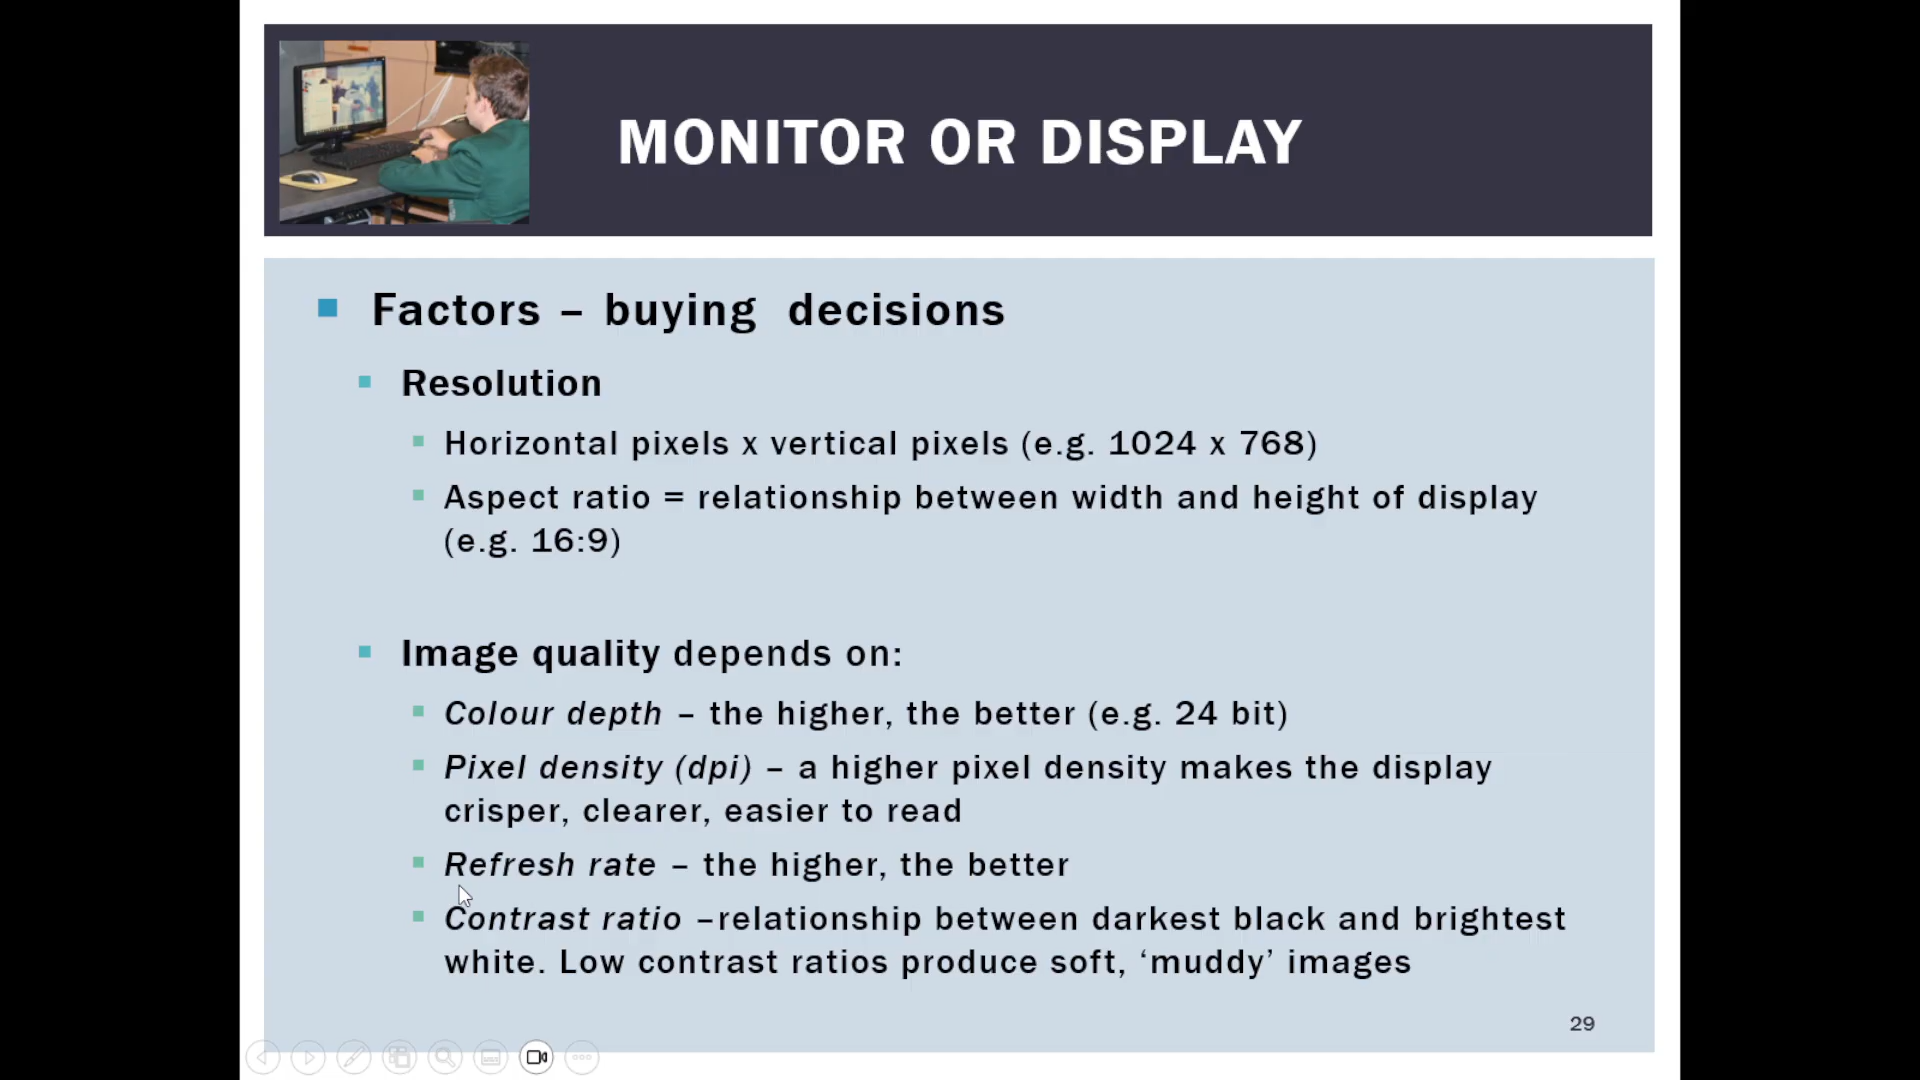 MONITOR OR DISPLAY
Factors – buying decisions
Resolution
Horizontal pixels x vertical pixels (e.g. 1024 x 768)
Aspect ratio = relationship between width and height of display
(e.g. 16:9)
Image quality depends on:
Colour depth – the higher, the better (e.g. 24 bit)
Pixel density (dpi) – a higher pixel density makes the display
crisper, clearer, easier to read
Refresh rate – the higher, the better
Contrast ratio –relationship between darkest black and brightest
white. Low contrast ratios produce soft, ‘muddy’ images
29